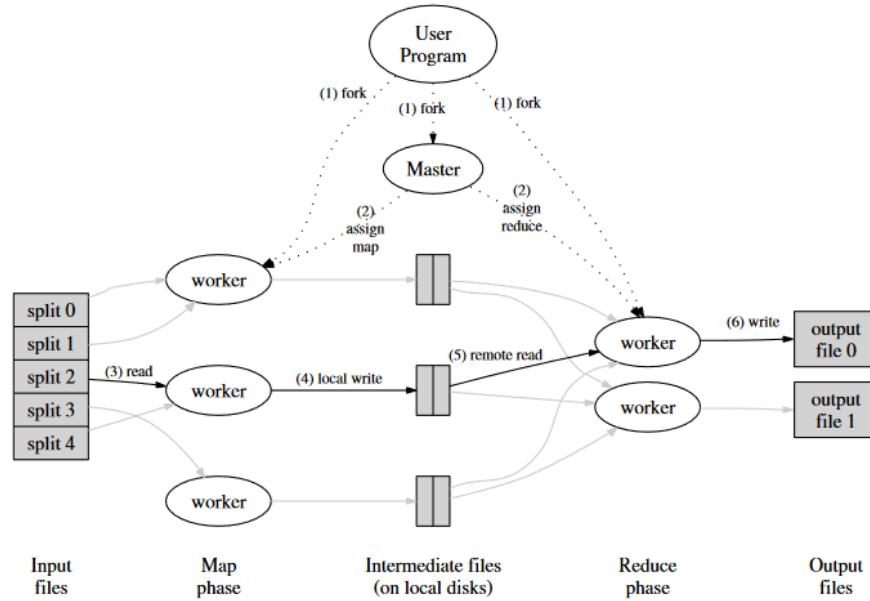 User
Program
(1) fork
(1) fork
(1) fork
Master
(2)
assign
map
(2)
assign
reduce
worker
split 0
split 1
split 2
split 3
split 4
(3) read
worker
(4) local write
(5) remote read
worker
(6) write
output
file 0
worker
output
file 1
worker
Input
files
Map
phase
Intermediate files
(on local disks)
Reduce
phase
Output
files